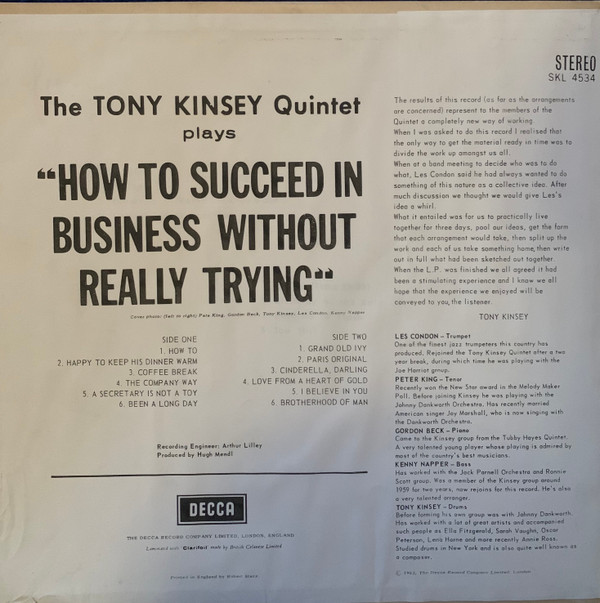 STEREO
SKL 4534
The TONY KINSEY Quintet
plays
"HOW TO SUCCEED IN
BUSINESS WITHOUT
REALLY TRYING"
Cover photo: (left to right) Pete King, Gordon Beck, Tony Kinsey, Les Condon, Kenny Napper
SIDE ONE
1. HOW TO
2. HAPPY TO KEEP HIS DINNER WARM
3. COFFEE BREAK
4. THE COMPANY WAY
5. A SECRETARY IS NOT A TOY
6. BEEN A LONG DAY
SIDE TWO
1. GRAND OLD IVY
2. PARIS ORIGINAL
3. CINDERELLA, DARLING
4. LOVE FROM A HEART OF GOLD
5. I BELIEVE IN YOU
6. BROTHERHOOD OF MAN
Recording Engineer: Arthur Lilley
Produced by Hugh Mendl
DECCA
THE DECCA RECORD COMPANY LIMITED, LONDON, ENGLAND
Laminated with Clarifoil made by British Celanese Limited
Printed in England by Robert Stace
The results of this record (as far as the arrangements
are concerned) represent to the members of the
Quintet a completely new way of working.
When I was asked to do this record I realised that
the only way to get the material ready in time was to
divide the work up amongst us all.
When at a band meeting to decide who was to do
what, Les Condon said he had always wanted to do
something of this nature as a collective idea. After
much discussion we thought we would give Les's
idea a whirl.
What it entailed was for us to practically live
together for three days, pool our ideas, get the form
that each arrangement would take, then split up the
work and each of us take something home, then write
out in full what had been sketched out together.
When the L.P. was finished we all agreed it had
been a stimulating experience and I know we all
hope that the experience we enjoyed will be
conveyed to you, the listener.
TONY KINSEY
LES CONDON – Trumpet
One of the finest jazz trumpeters this country has
produced. Rejoined the Tony Kinsey Quintet after a two
year break, during which time he was playing with the
Joe Harriot group.
PETER KING – Tenor
Recently won the New Star award in the Melody Maker
Poll. Before joining Kinsey he was playing with the
Johnny Dankworth Orchestra. Has recently married
American singer Joy Marshall, who is now singing with
the Dankworth Orchestra.
GORDON BECK – Piano
Came to the Kinsey group from the Tubby Hayes Quintet.
A very talented young player whose playing is admired by
most of the country's best musicians.
KENNY NAPPER – Bass
Has worked with the Jack Parnell Orchestra and Ronnie
Scott group. Was a member of the Kinsey group around
1959 for two years, now rejoins for this record. He's also
a very talented arranger.
TONY KINSEY – Drums
Before forming his own group was with Johnny Dankworth.
Has worked with a lot of great artists and accompanied
such people as Ella Fitzgerald, Sarah Vaughn, Oscar
Peterson, Lena Horne and more recently Annie Ross.
Studied drums in New York and is also quite well known as
a composer.
© 1963, The Decca Record Company Limited, London